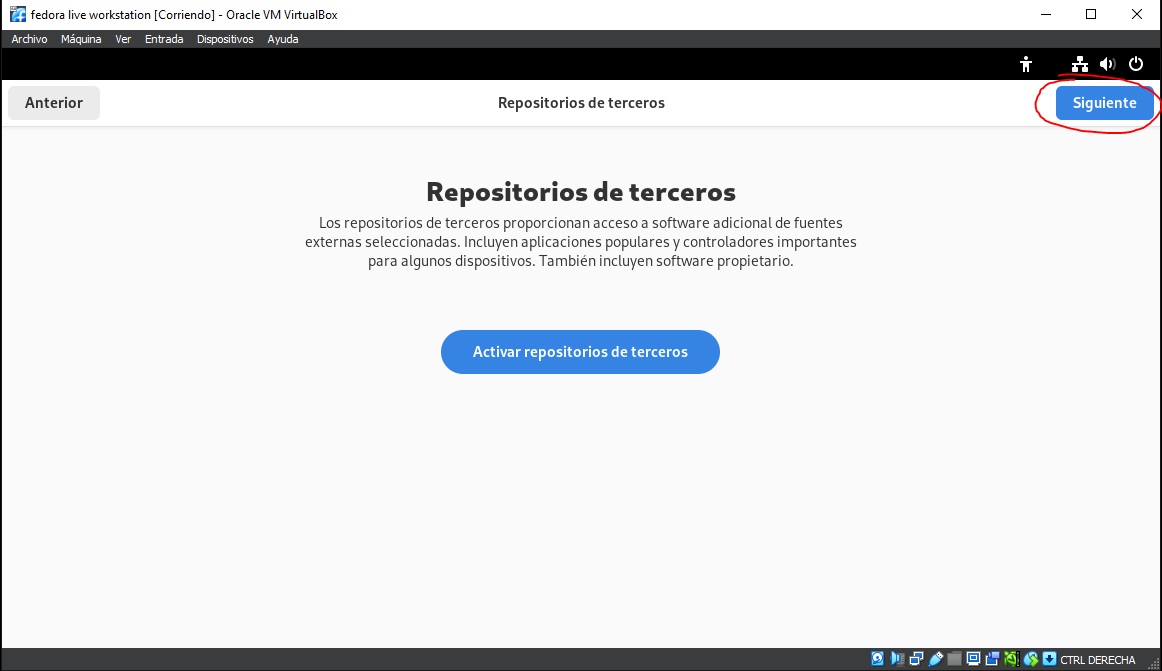 fedora live workstation [Corriendo] - Oracle VM VirtualBox
Archivo Máquina Ver Entrada Dispositivos Ayuda
Anterior Repositorios de terceros Siguiente
Repositorios de terceros
Los repositorios de terceros proporcionan acceso a software adicional de fuentes
externas seleccionadas. Incluyen aplicaciones populares y controladores importantes
para algunos dispositivos. También incluyen software propietario.
Activar repositorios de terceros
CTRL DERECHA